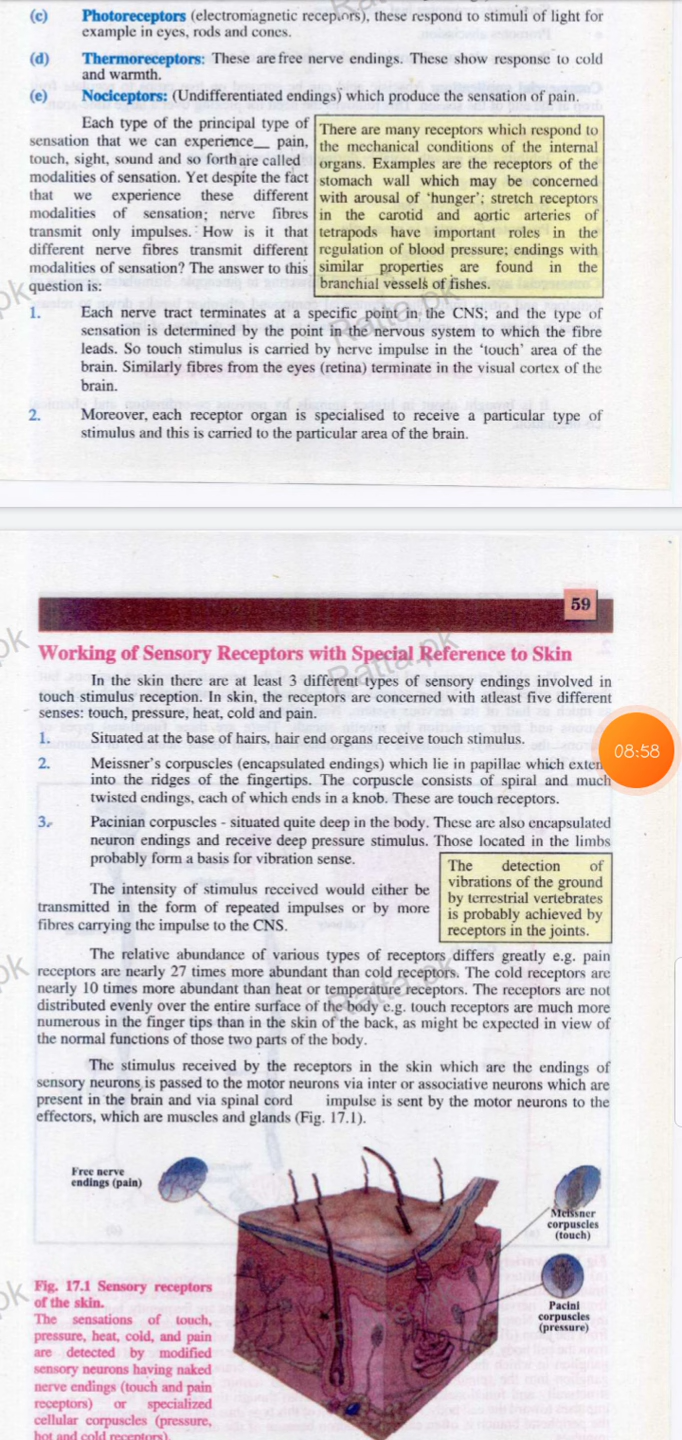 (c) Photoreceptors (electromagnetic receptors), these respond to stimuli of light for
example in eyes, rods and cones.
(d) Thermoreceptors: These are free nerve endings. These show response to cold
and warmth.
(e) Nociceptors: (Undifferentiated endings) which produce the sensation of pain.
Each type of the principal type of
sensation that we can experience_ pain,
touch, sight, sound and so forth are called
modalities of sensation. Yet despite the fact
that we experience these different
modalities of sensation; nerve fibres
transmit only impulses. How is it that
different nerve fibres transmit different
modalities of sensation? The answer to this
question is:
There are many receptors which respond to
the mechanical conditions of the internal
organs. Examples are the receptors of the
stomach wall which may be concerned
with arousal of ‘hunger’; stretch receptors
in the carotid and aortic arteries of
tetrapods have important roles in the
regulation of blood pressure; endings with
similar properties are found in the
branchial vessels of fishes.
1. Each nerve tract terminates at a specific point in the CNS; and the type of
sensation is determined by the point in the nervous system to which the fibre
leads. So touch stimulus is carried by nerve impulse in the ‘touch’ area of the
brain. Similarly fibres from the eyes (retina) terminate in the visual cortex of the
brain.
2. Moreover, each receptor organ is specialised to receive a particular type of
stimulus and this is carried to the particular area of the brain.
59
Working of Sensory Receptors with Special Reference to Skin
In the skin there are at least 3 different types of sensory endings involved in
touch stimulus reception. In skin, the receptors are concerned with atleast five different
senses: touch, pressure, heat, cold and pain.
1. Situated at the base of hairs, hair end organs receive touch stimulus.
08:58
2. Meissner's corpuscles (encapsulated endings) which lie in papillae which exten
into the ridges of the fingertips. The corpuscle consists of spiral and much
twisted endings, each of which ends in a knob. These are touch receptors.
3. Pacinian corpuscles - situated quite deep in the body. These are also encapsulated
neuron endings and receive deep pressure stimulus. Those located in the limbs
probably form a basis for vibration sense.
The detection of
vibrations of the ground
by terrestrial vertebrates
is probably achieved by
receptors in the joints.
The intensity of stimulus received would either be
transmitted in the form of repeated impulses or by more
fibres carrying the impulse to the CNS.
The relative abundance of various types of receptors differs greatly e.g. pain
receptors are nearly 27 times more abundant than cold receptors. The cold receptors are
nearly 10 times more abundant than heat or temperature receptors. The receptors are not
distributed evenly over the entire surface of the body e.g. touch receptors are much more
numerous in the finger tips than in the skin of the back, as might be expected in view of
the normal functions of those two parts of the body.
The stimulus received by the receptors in the skin which are the endings of
sensory neurons is passed to the motor neurons via inter or associative neurons which are
present in the brain and via spinal cord impulse is sent by the motor neurons to the
effectors, which are muscles and glands (Fig. 17.1).
Free nerve
endings (pain)
Meissner
corpuscles
(touch)
Pacini
corpuscles
(pressure)
Fig. 17.1 Sensory receptors
of the skin.
The sensations of touch,
pressure, heat, cold, and pain
are detected by modified
sensory neurons having naked
nerve endings (touch and pain
receptors) or specialized
cellular corpuscles (pressure,
hot and cold receptors).
Ratta.pk
Ratta.pk
Ratta.pk
Ratta.pk